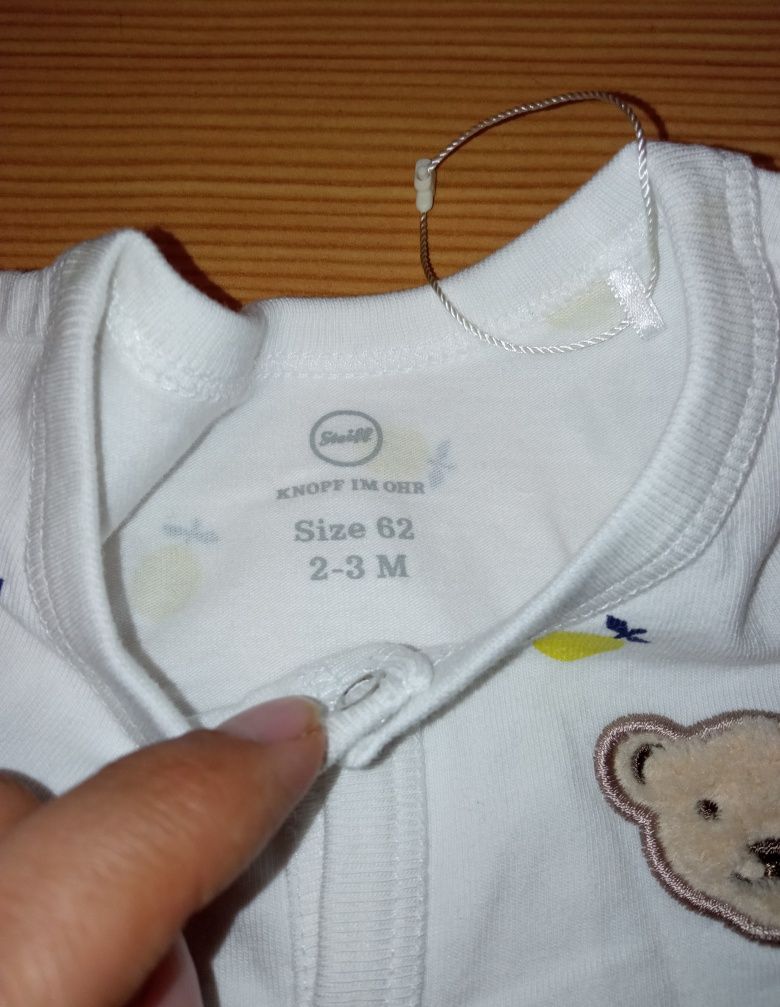 Steiff
KNOPF IM OHR
Size 62
2-3 M